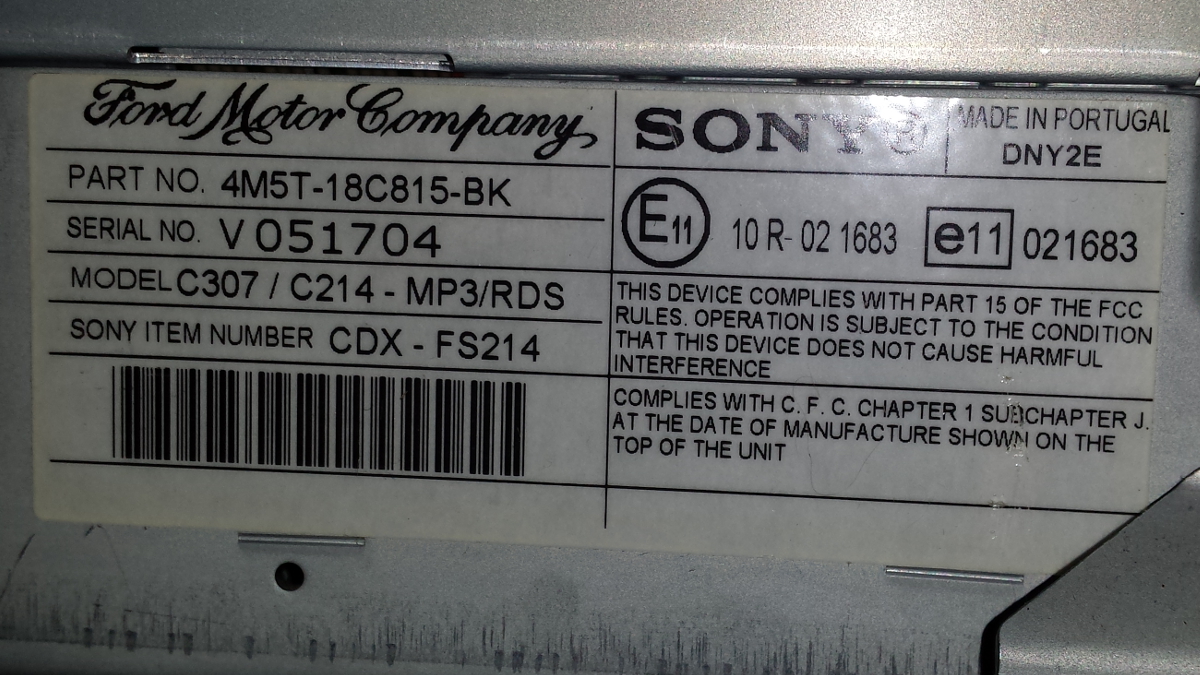 Ford Motor Company
PART NO. 4M5T-18C815-BK
SERIAL NO. V051704
MODEL C307 / C214 - MP3/RDS
SONY ITEM NUMBER CDX - FS214
SONY®
MADE IN PORTUGAL
DNY2E
E11 10 R- 02 1683 e11 021683
THIS DEVICE COMPLIES WITH PART 15 OF THE FCC
RULES. OPERATION IS SUBJECT TO THE CONDITION
THAT THIS DEVICE DOES NOT CAUSE HARMFUL
INTERFERENCE
COMPLIES WITH C. F. C. CHAPTER 1 SUBCHAPTER J.
AT THE DATE OF MANUFACTURE SHOWN ON THE
TOP OF THE UNIT